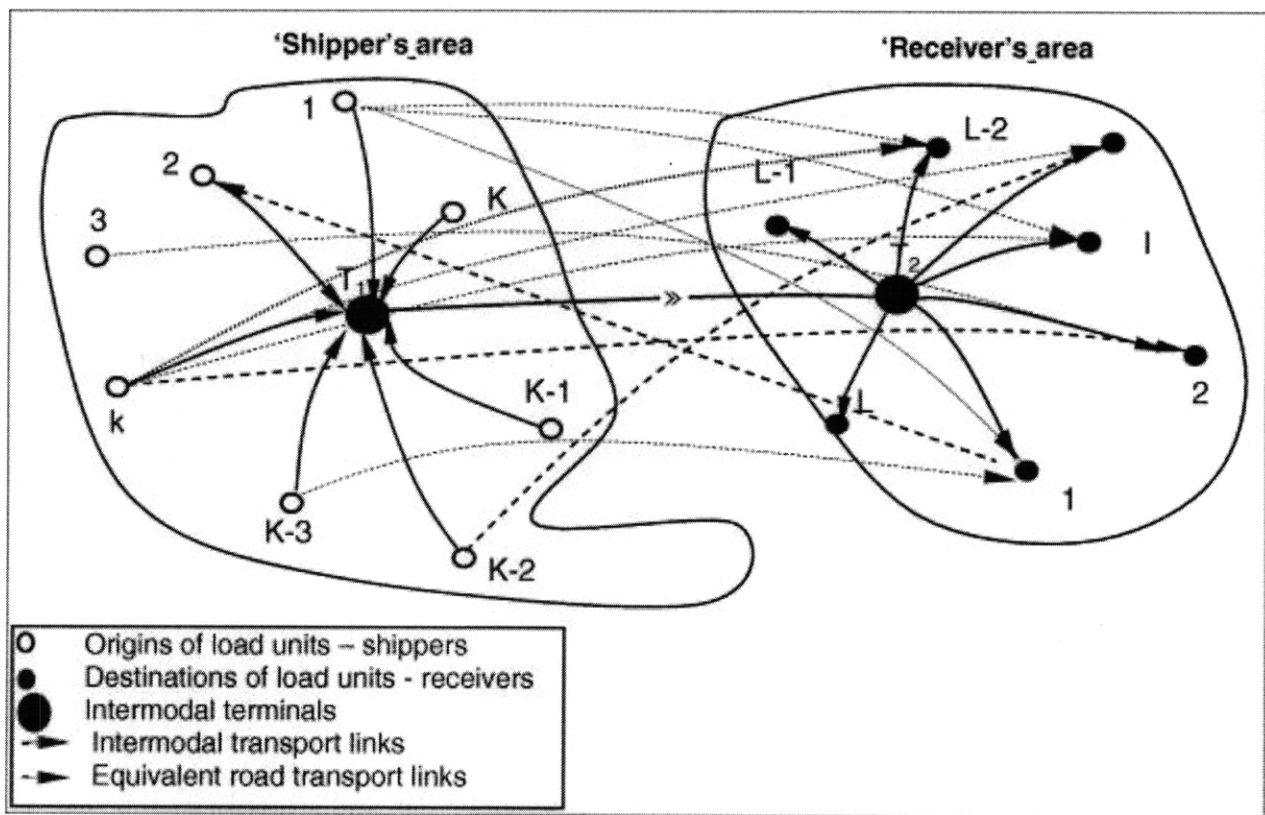 'Shipper's_area
'Receiver's_area
1
2
3
K
T1
k
K-1
K-3
K-2
L-2
L-1
l
T2
2
L
1
Origins of load units – shippers
Destinations of load units - receivers
Intermodal terminals
Intermodal transport links
Equivalent road transport links